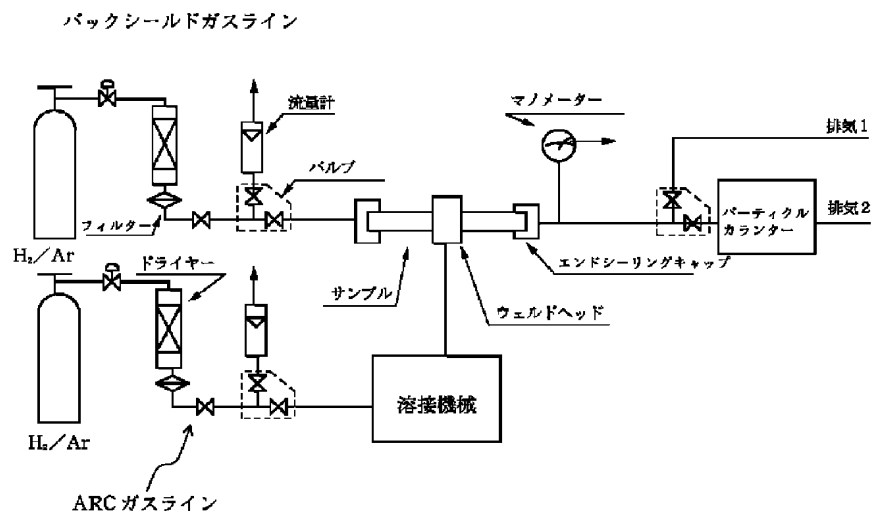 バックシールドガスライン
流量計
マノメーター
排気1
バルブ
フィルター
パーティクル
カランター
排気2
H₂/Ar
ドライヤー
エンドシーリングキャップ
サンプル
ウェルドヘッド
溶接機械
H₂/Ar
ARCガスライン